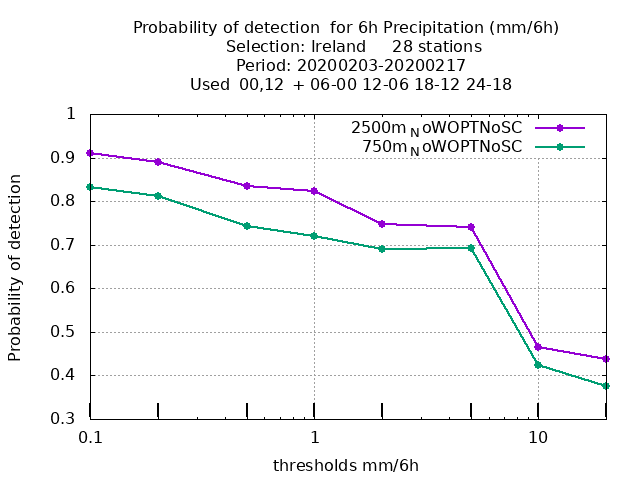 Probability of detection  for 6h Precipitation (mm/6h)
Selection: Ireland     28 stations
Period: 20200203-20200217
Used  00,12  + 06-00 12-06 18-12 24-18
2500m_NoWOPTNoSC
750m_NoWOPTNoSC
Probability of detection
1
0.9
0.8
0.7
0.6
0.5
0.4
0.3
0.1 1 10
thresholds mm/6h